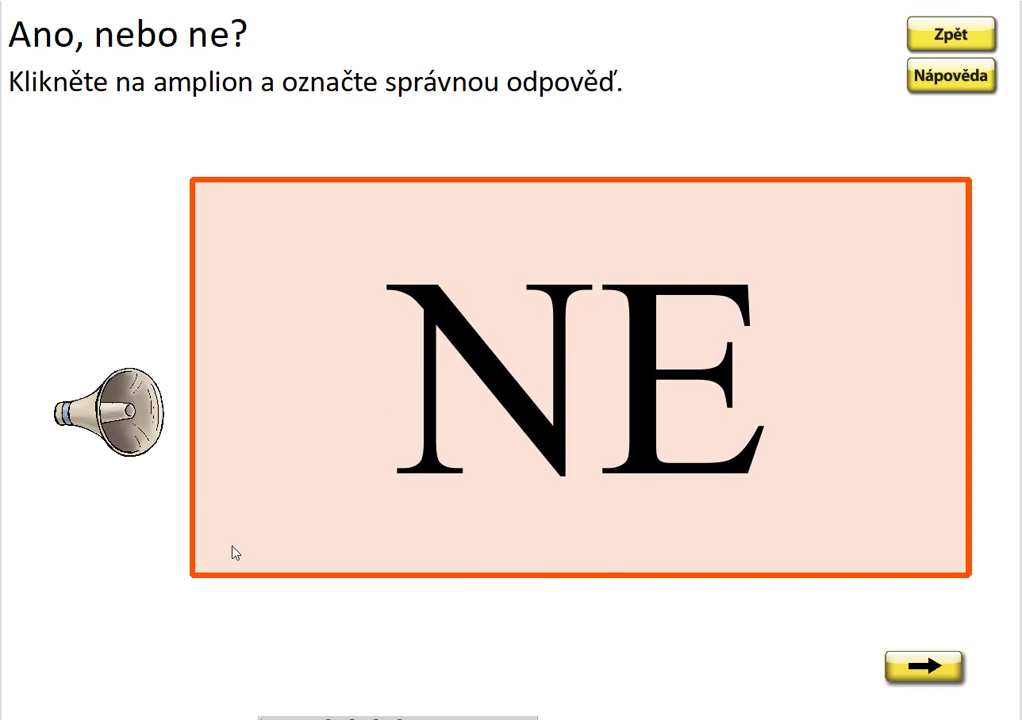 Ano, nebo ne?
Zpět
Klikněte na amplion a označte správnou odpověď.
Nápověda
NE